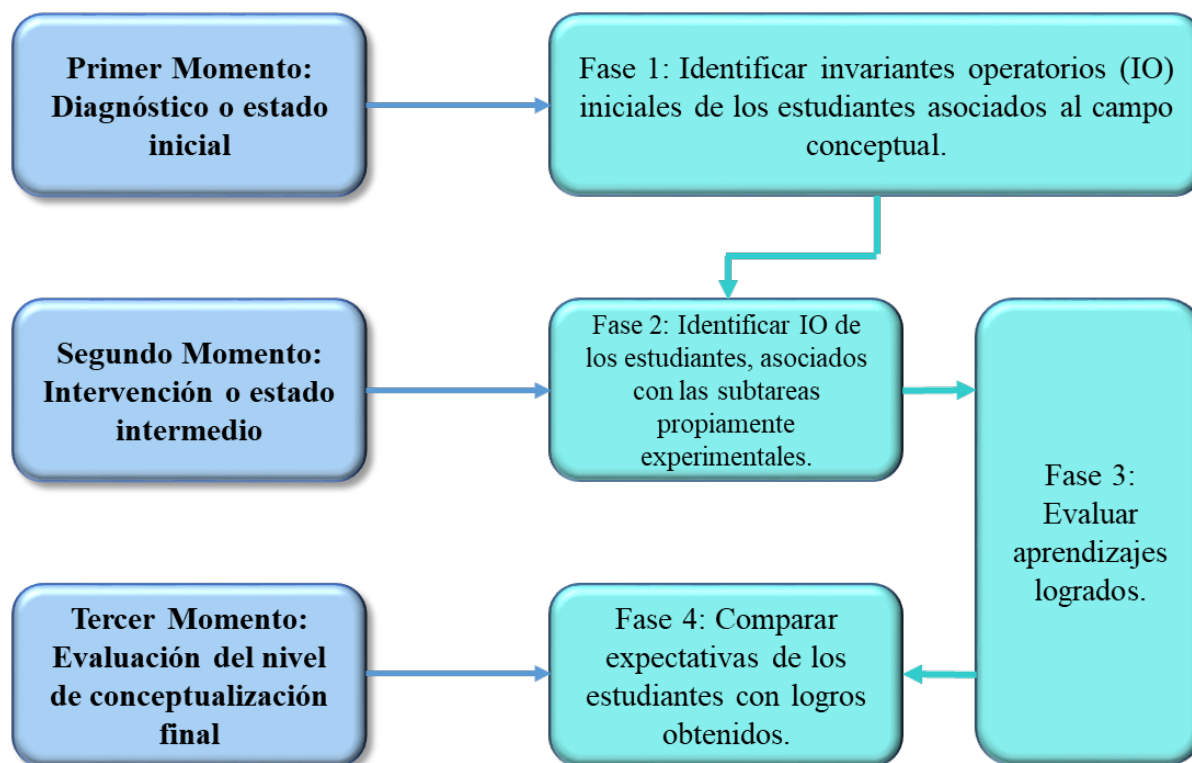 Primer Momento:
Diagnóstico o estado
inicial
Fase 1: Identificar invariantes operatorios (IO)
iniciales de los estudiantes asociados al campo
conceptual.
Segundo Momento:
Intervención o estado
intermedio
Fase 2: Identificar IO de
los estudiantes, asociados
con las subtareas
propiamente
experimentales.
Fase 3:
Evaluar
aprendizajes
logrados.
Tercer Momento:
Evaluación del nivel
de conceptualización
final
Fase 4: Comparar
expectativas de los
estudiantes con logros
obtenidos.